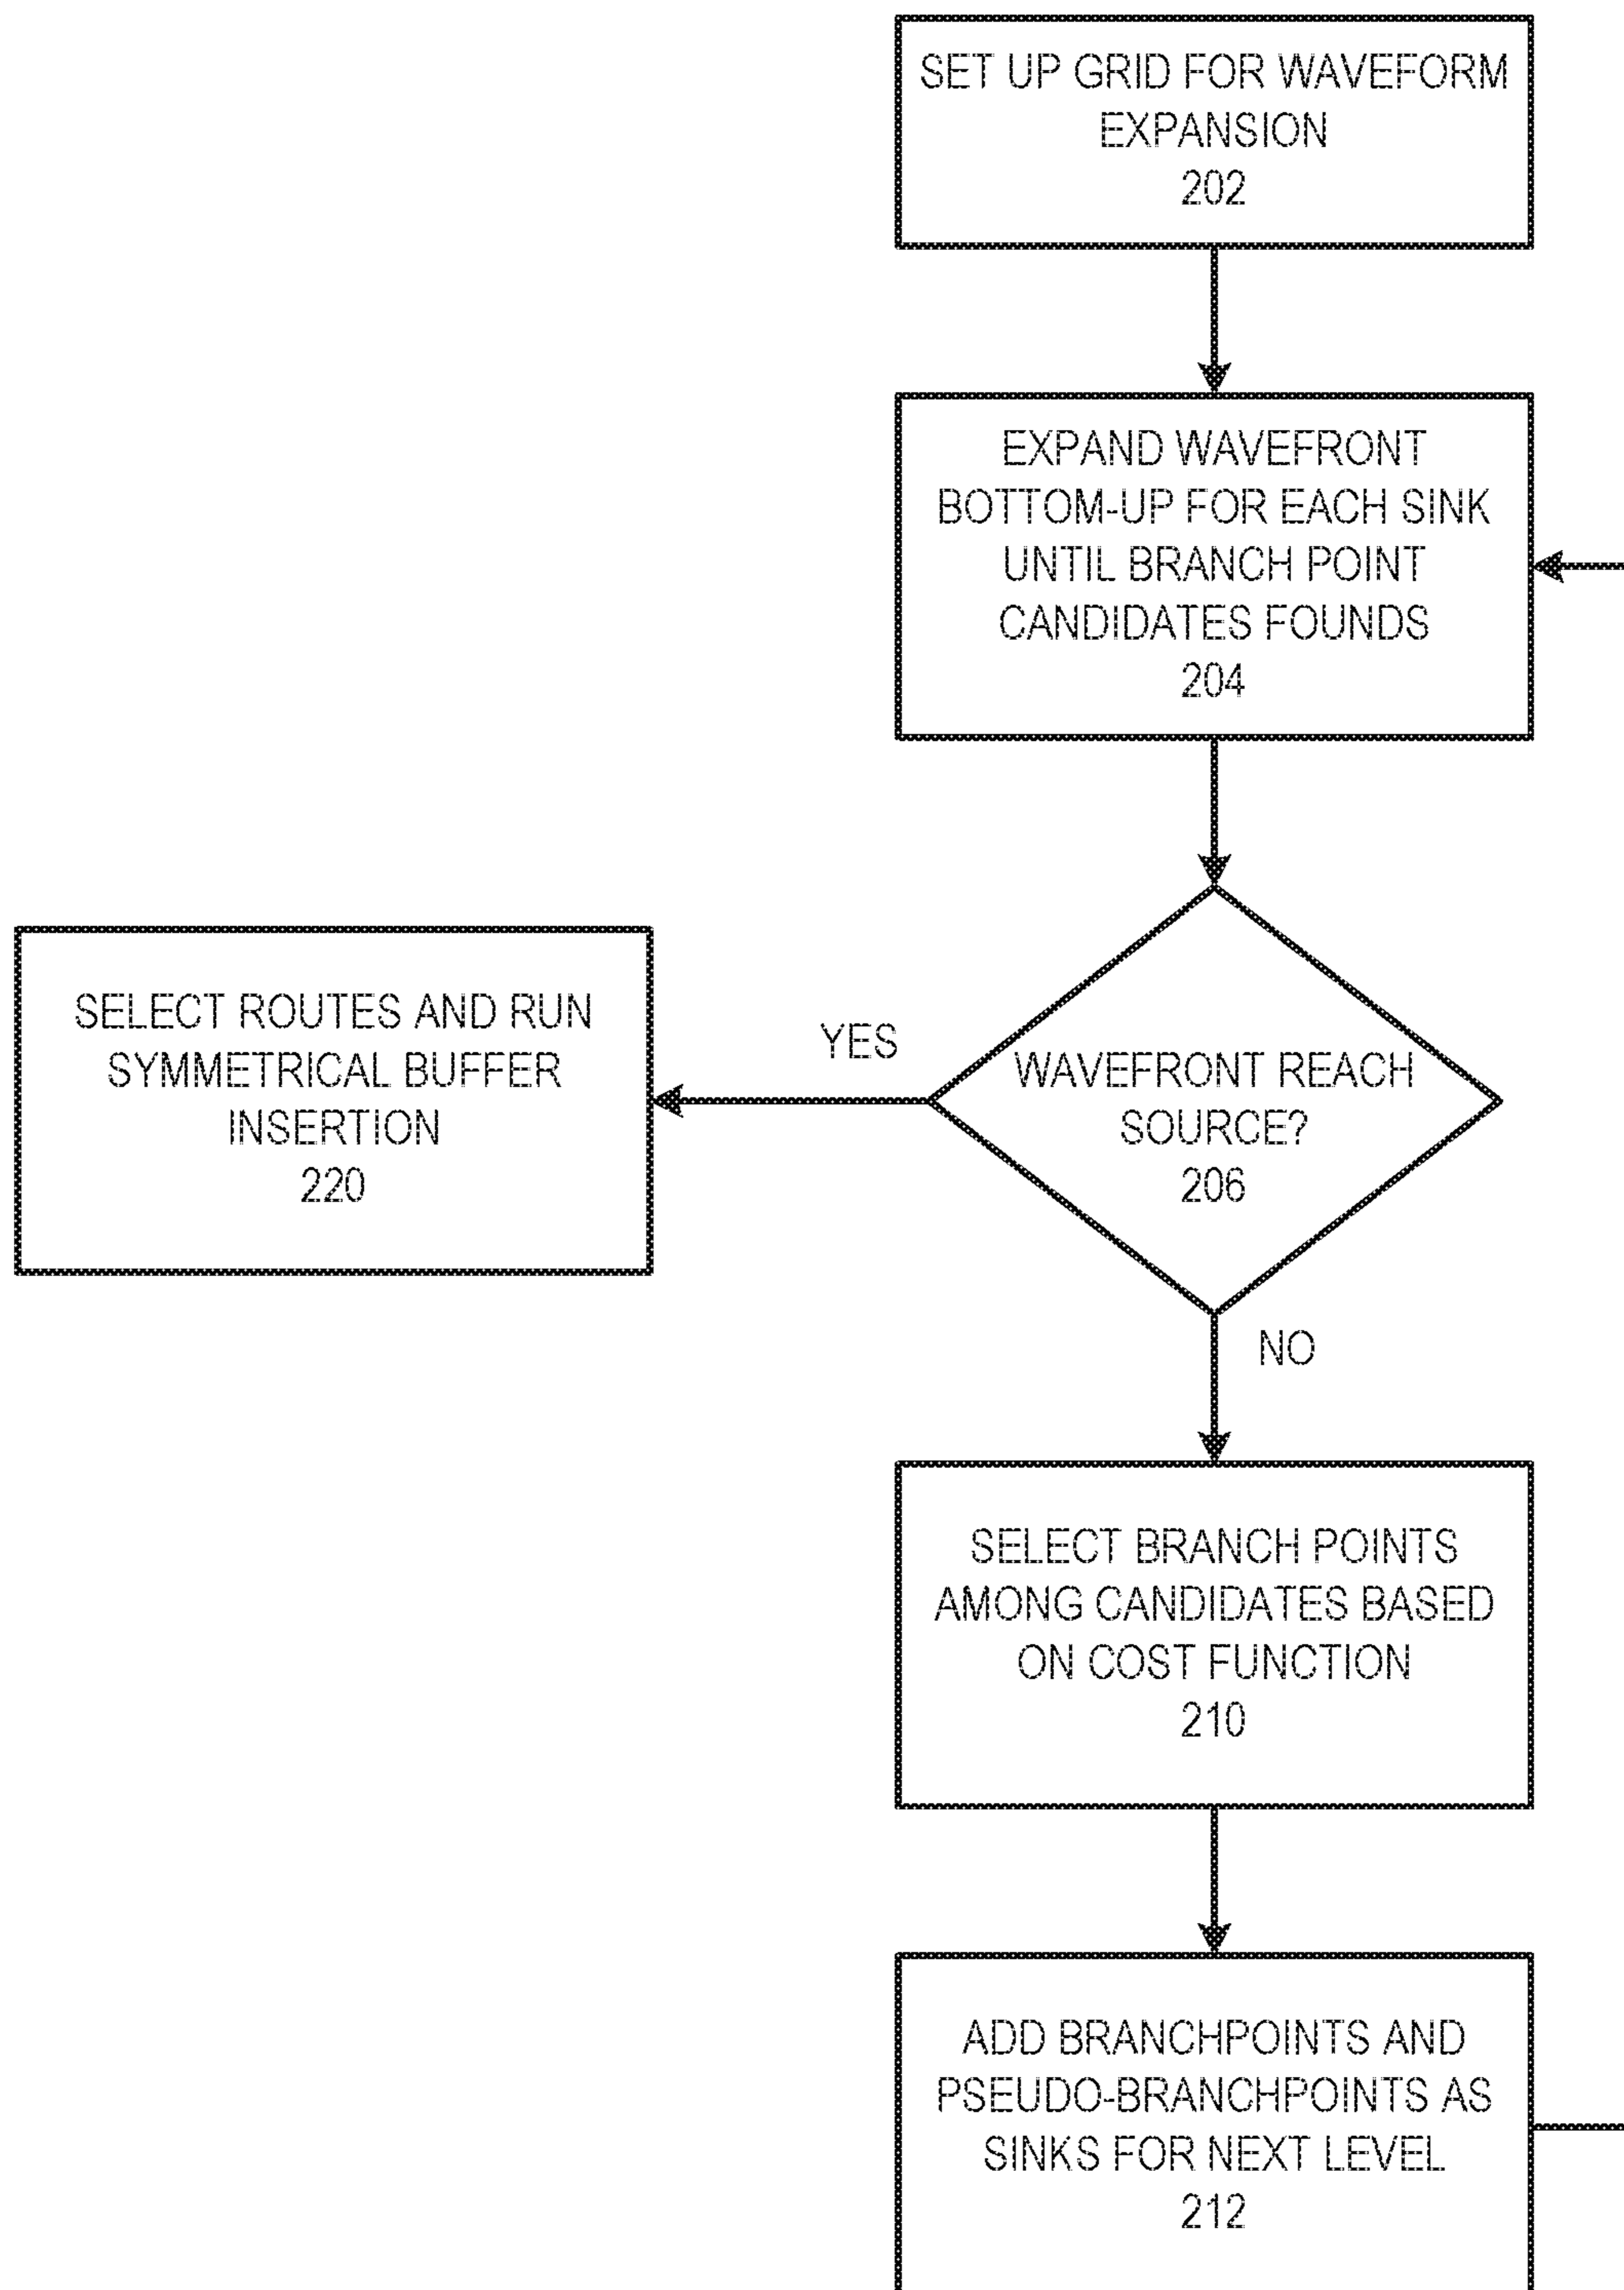 SET UP GRID FOR WAVEFORM
EXPANSION
202
EXPAND WAVEFRONT
BOTTOM-UP FOR EACH SINK
UNTIL BRANCH POINT
CANDIDATES FOUNDS
204
WAVEFRONT REACH
SOURCE?
206
YES
SELECT ROUTES AND RUN
SYMMETRICAL BUFFER
INSERTION
220
NO
SELECT BRANCH POINTS
AMONG CANDIDATES BASED
ON COST FUNCTION
210
ADD BRANCHPOINTS AND
PSEUDO-BRANCHPOINTS AS
SINKS FOR NEXT LEVEL
212